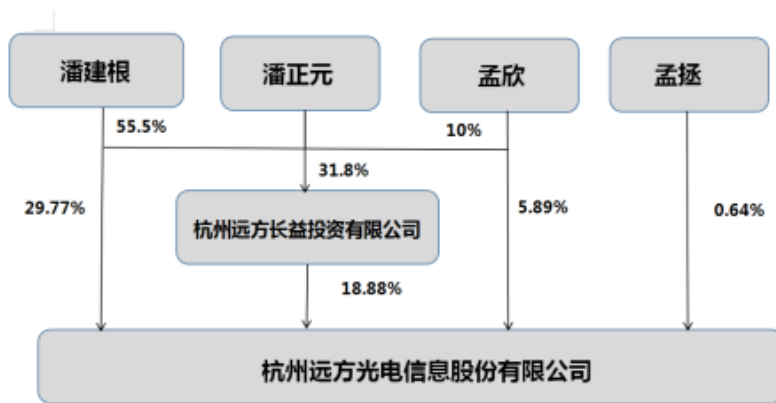 潘建根
潘正元
孟欣
孟拯
55.5%
10%
31.8%
29.77%
5.89%
0.64%
杭州远方长益投资有限公司
18.88%
杭州远方光电信息股份有限公司